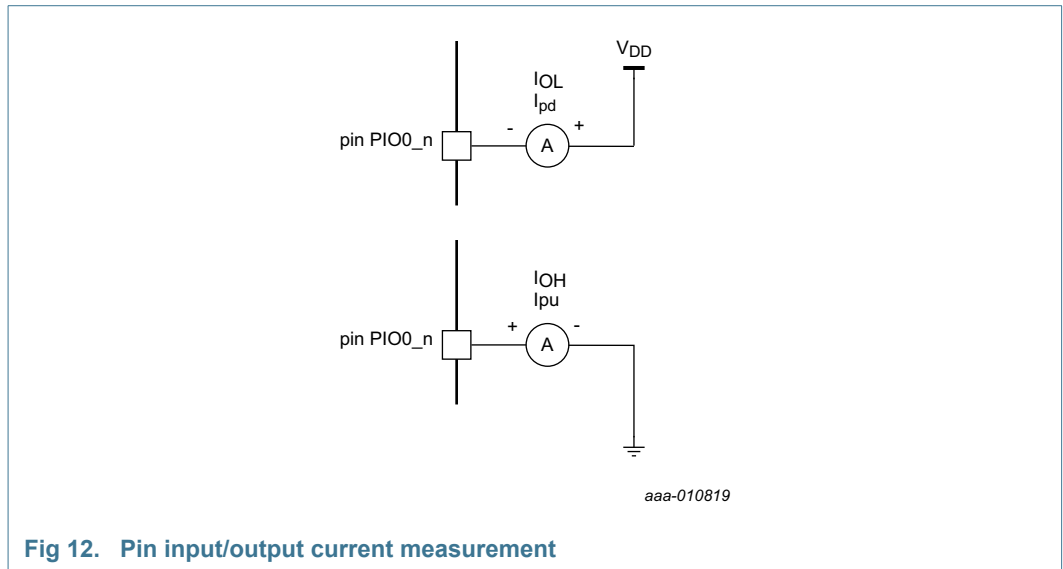 VDD
IOL
Ipd
pin PIO0_n - A +
IOH
Ipu
pin PIO0_n + A -
aaa-010819
Fig 12. Pin input/output current measurement